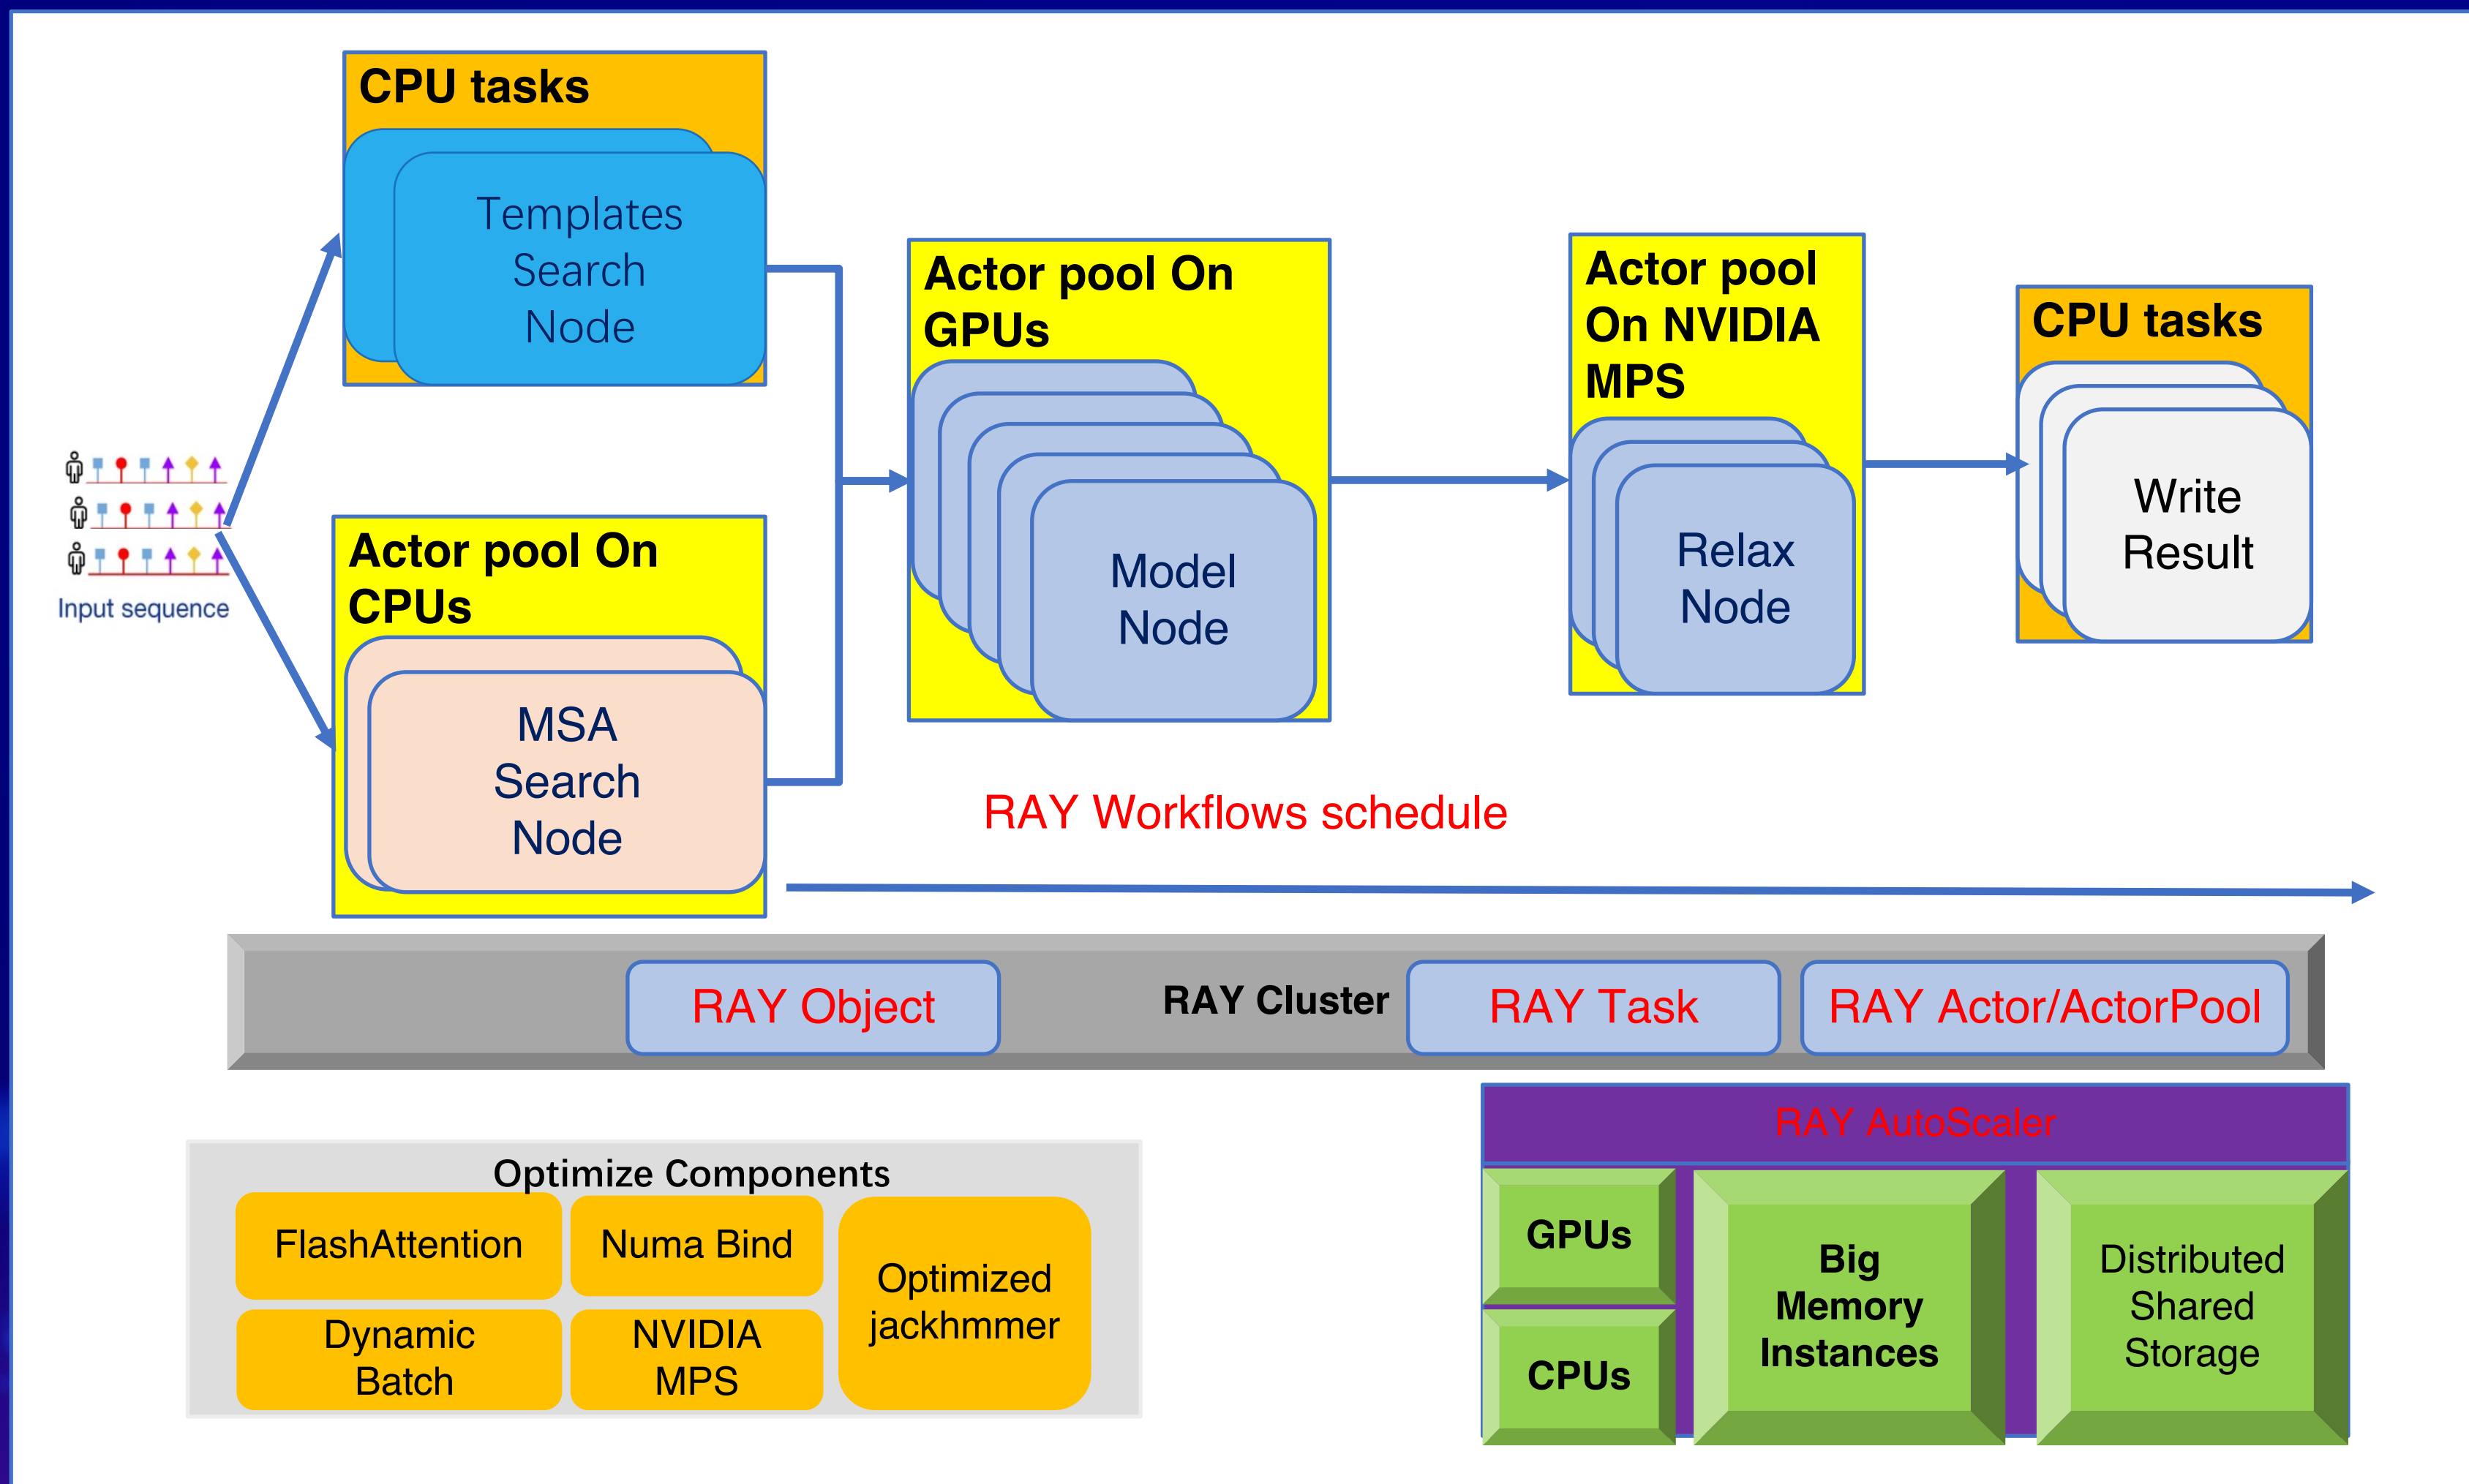 CPU tasks
Templates
Search
Node
Input sequence
Actor pool On
CPUs
MSA
Search
Node
Actor pool On
GPUs
Model
Node
Actor pool
On NVIDIA
MPS
Relax
Node
CPU tasks
Write
Result
RAY Workflows schedule
RAY Object
RAY Cluster
RAY Task
RAY Actor/ActorPool
Optimize Components
FlashAttention
Numa Bind
Optimized
jackhmmer
Dynamic
Batch
NVIDIA
MPS
RAY AutoScaler
GPUs
CPUs
Big
Memory
Instances
Distributed
Shared
Storage